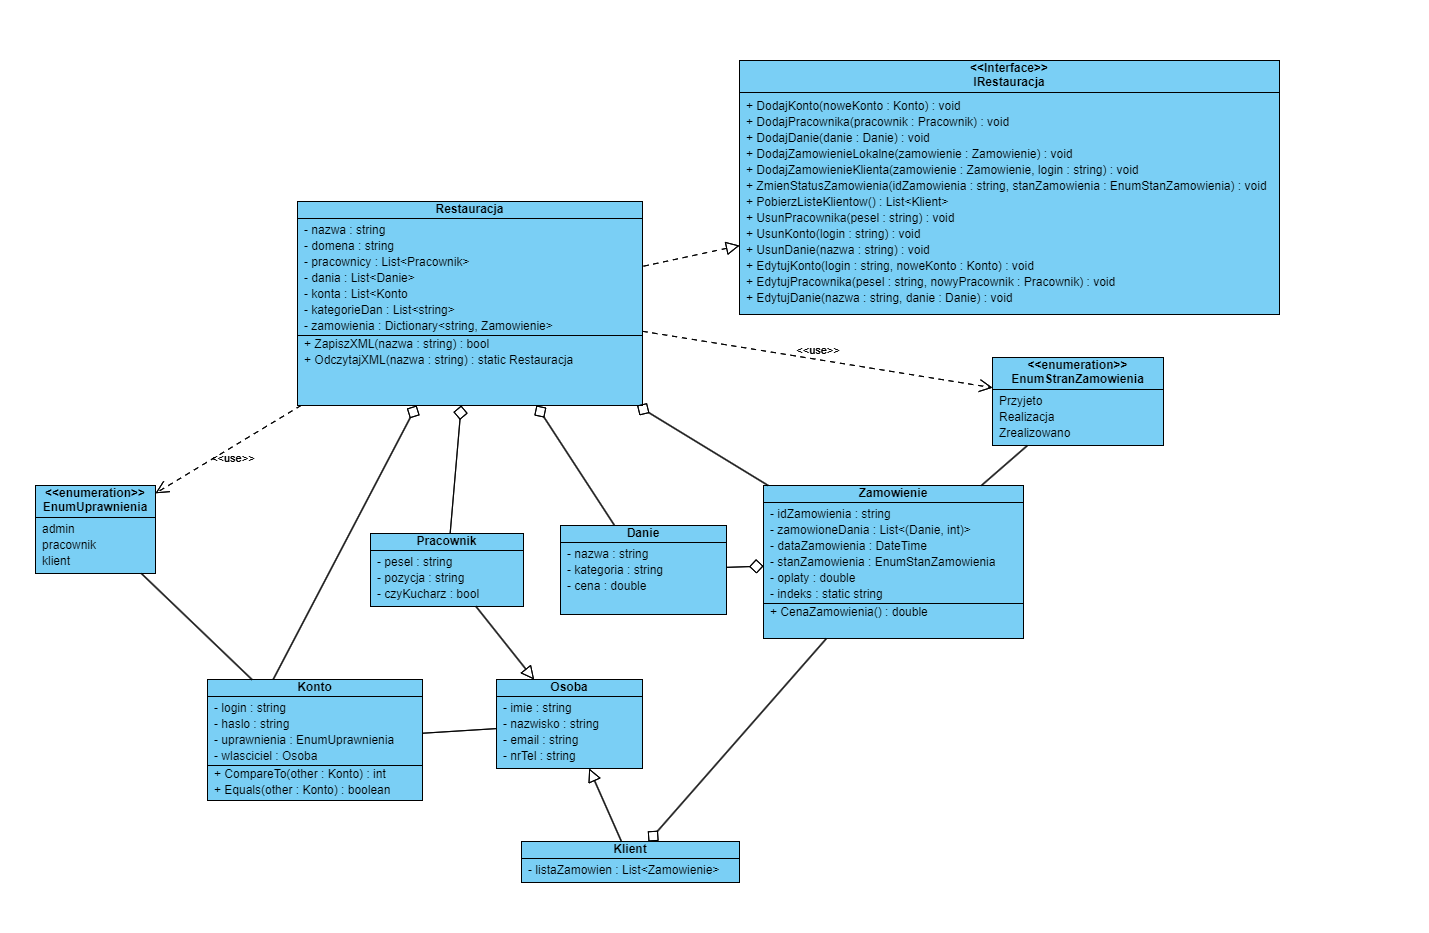 <<Interface>>
IRestauracja
+ DodajKonto(noweKonto : Konto) : void
+ DodajPracownika(pracownik : Pracownik) : void
+ DodajDanie(danie : Danie) : void
+ DodajZamowienieLokalne(zamowienie : Zamowienie) : void
+ DodajZamowienieKlienta(zamowienie : Zamowienie, login : string) : void
+ ZmienStatusZamowienia(idZamowienia : string, stanZamowienia : EnumStanZamowienia) : void
+ PobierzListeKlientow() : List<Klient>
+ UsunPracownika(pesel : string) : void
+ UsunKonto(login : string) : void
+ UsunDanie(nazwa : string) : void
+ EdytujKonto(login : string, noweKonto : Konto) : void
+ EdytujPracownika(pesel : string, nowyPracownik : Pracownik) : void
+ EdytujDanie(nazwa : string, danie : Danie) : void
Restauracja
- nazwa : string
- domena : string
- pracownicy : List<Pracownik>
- dania : List<Danie>
- konta : List<Konto
- kategorieDan : List<string>
- zamowienia : Dictionary<string, Zamowienie>
+ ZapiszXML(nazwa : string) : bool
+ OdczytajXML(nazwa : string) : static Restauracja
<<use>>
<<enumeration>>
EnumStranZamowienia
Przyjeto
Realizacja
Zrealizowano
<<use>>
<<enumeration>>
EnumUprawnienia
admin
pracownik
klient
Pracownik
- pesel : string
- pozycja : string
- czyKucharz : bool
Danie
- nazwa : string
- kategoria : string
- cena : double
Zamowienie
- idZamowienia : string
- zamowioneDania : List<(Danie, int)>
- dataZamowienia : DateTime
- stanZamowienia : EnumStanZamowienia
- oplaty : double
- indeks : static string
+ CenaZamowienia() : double
Konto
- login : string
- haslo : string
- uprawnienia : EnumUprawnienia
- wlasciciel : Osoba
+ CompareTo(other : Konto) : int
+ Equals(other : Konto) : boolean
Osoba
- imie : string
- nazwisko : string
- email : string
- nrTel : string
Klient
- listaZamowien : List<Zamowienie>